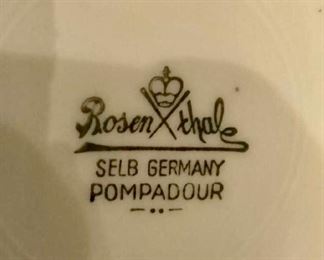 Rosenthal
SELB GERMANY
POMPADOUR